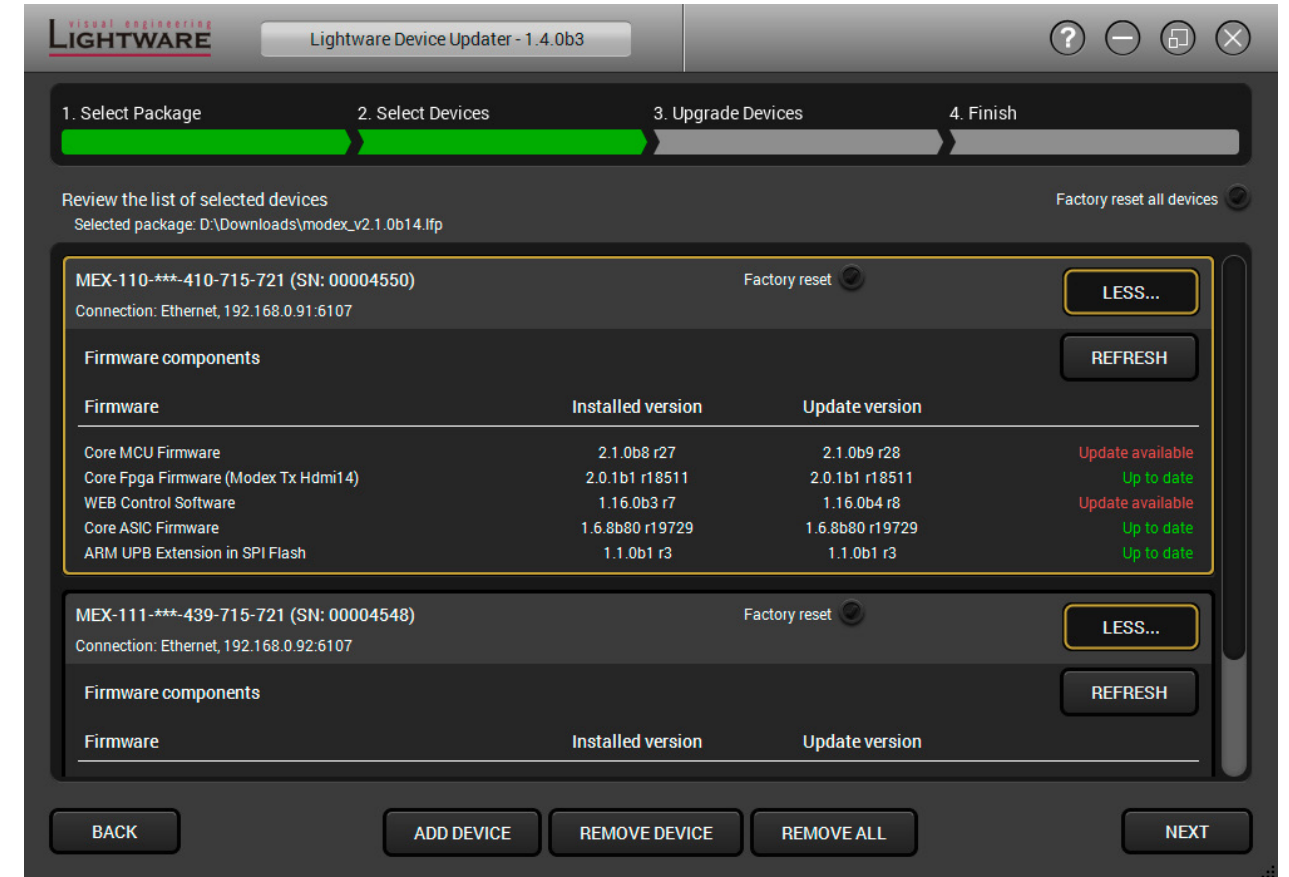 visual engineering
LIGHTWARE
Lightware Device Updater - 1.4.0b3
?
1. Select Package 2. Select Devices 3. Upgrade Devices 4. Finish
Review the list of selected devices
Factory reset all devices
Selected package: D:\Downloads\modex_v2.1.0b14.lfp
MEX-110-***-410-715-721 (SN: 00004550)
Factory reset
LESS...
Connection: Ethernet, 192.168.0.91:6107
Firmware components
REFRESH
Firmware Installed version Update version
Core MCU Firmware 2.1.0b8 r27 2.1.0b9 r28 Update available
Core Fpga Firmware (Modex Tx Hdmi14) 2.0.1b1 r18511 2.0.1b1 r18511 Up to date
WEB Control Software 1.16.0b3 r7 1.16.0b4 r8 Update available
Core ASIC Firmware 1.6.8b80 r19729 1.6.8b80 r19729 Up to date
ARM UPB Extension in SPI Flash 1.1.0b1 r3 1.1.0b1 r3 Up to date
MEX-111-***-439-715-721 (SN: 00004548)
Factory reset
LESS...
Connection: Ethernet, 192.168.0.92:6107
Firmware components
REFRESH
Firmware Installed version Update version
BACK ADD DEVICE REMOVE DEVICE REMOVE ALL NEXT